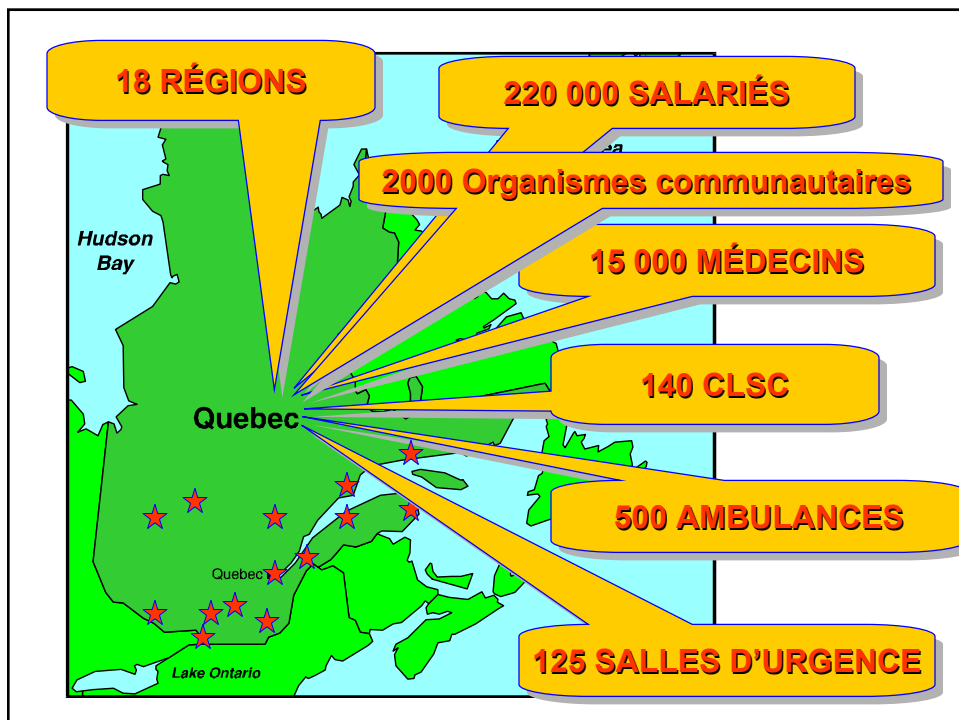 18 RÉGIONS
220 000 SALARIÉS
2000 Organismes communautaires
Hudson
Bay
15 000 MÉDECINS
140 CLSC
Quebec
500 AMBULANCES
Quebec
125 SALLES D’URGENCE
Lake Ontario